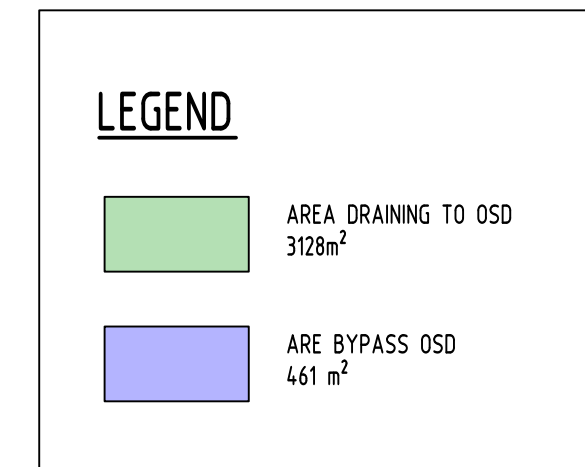 LEGEND
AREA DRAINING TO OSD
3128m²
ARE BYPASS OSD
461 m²